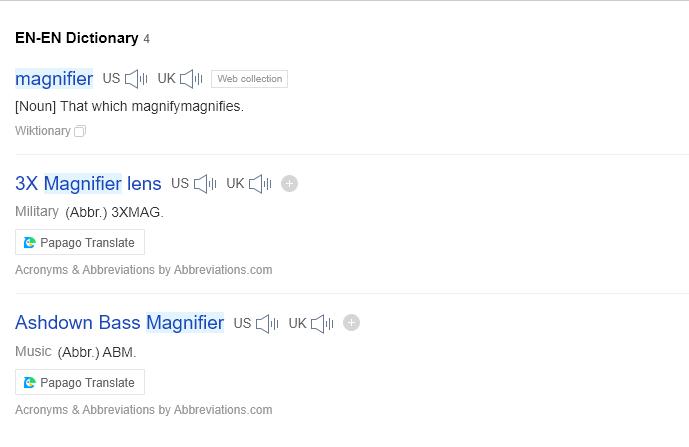 EN-EN Dictionary 4
magnifier US UK Web collection
[Noun] That which magnifymagnifies.
Wiktionary
3X Magnifier lens US UK
Military (Abbr.) 3XMAG.
Papago Translate
Acronyms & Abbreviations by Abbreviations.com
Ashdown Bass Magnifier US UK
Music (Abbr.) ABM.
Papago Translate
Acronyms & Abbreviations by Abbreviations.com